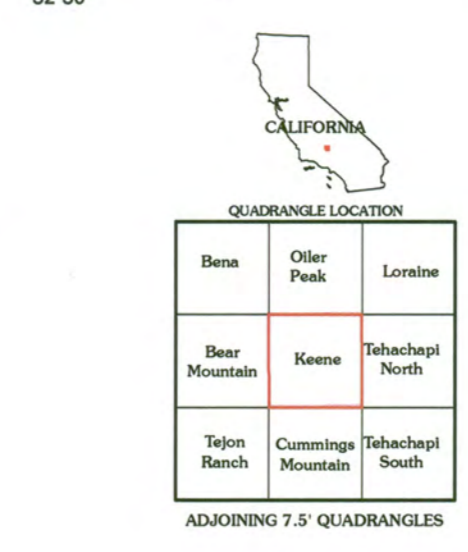 CALIFORNIA
QUADRANGLE LOCATION
Bena
Oiler
Peak
Loraine
Bear
Mountain
Keene
Tehachapi
North
Tejon
Ranch
Cummings
Mountain
Tehachapi
South
ADJOINING 7.5' QUADRANGLES